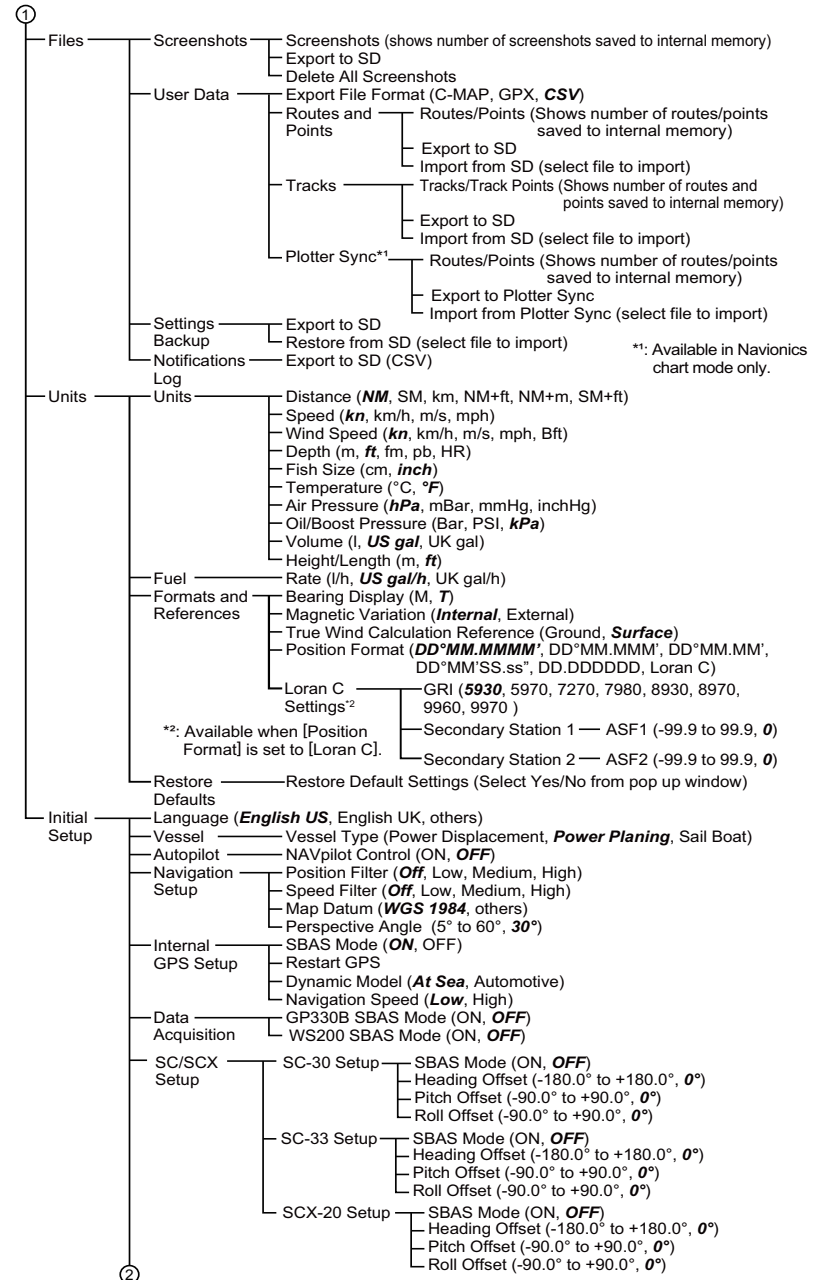 ①
Files
Screenshots
Screenshots (shows number of screenshots saved to internal memory)
Export to SD
Delete All Screenshots
User Data
Export File Format (C-MAP, GPX, CSV)
Routes and
Points
Routes/Points (Shows number of routes/points
saved to internal memory)
Export to SD
Import from SD (select file to import)
Tracks
Tracks/Track Points (Shows number of routes and
points saved to internal memory)
Export to SD
Import from SD (select file to import)
Plotter Sync*¹
Routes/Points (Shows number of routes/points
saved to internal memory)
Export to Plotter Sync
Import from Plotter Sync (select file to import)
Settings
Backup
Export to SD
Restore from SD (select file to import)
*¹: Available in Navionics
chart mode only.
Notifications
Log
Export to SD (CSV)
Units
Units
Distance (NM, SM, km, NM+ft, NM+m, SM+ft)
Speed (kn, km/h, m/s, mph)
Wind Speed (kn, km/h, m/s, mph, Bft)
Depth (m, ft, fm, pb, HR)
Fish Size (cm, inch)
Temperature (°C, °F)
Air Pressure (hPa, mBar, mmHg, inchHg)
Oil/Boost Pressure (Bar, PSI, kPa)
Volume (l, US gal, UK gal)
Height/Length (m, ft)
Fuel
Rate (l/h, US gal/h, UK gal/h)
Formats and
References
Bearing Display (M, T)
Magnetic Variation (Internal, External)
True Wind Calculation Reference (Ground, Surface)
Position Format (DD°MM.MMMM', DD°MM.MMM', DD°MM.MM',
DD°MM'SS.ss", DD.DDDDDD, Loran C)
Loran C
Settings*²
GRI (5930, 5970, 7270, 7980, 8930, 8970,
9960, 9970 )
Secondary Station 1
ASF1 (-99.9 to 99.9, 0)
Secondary Station 2
ASF2 (-99.9 to 99.9, 0)
*²: Available when [Position
Format] is set to [Loran C].
Restore
Defaults
Restore Default Settings (Select Yes/No from pop up window)
Initial
Setup
Language (English US, English UK, others)
Vessel
Vessel Type (Power Displacement, Power Planing, Sail Boat)
Autopilot
NAVpilot Control (ON, OFF)
Navigation
Setup
Position Filter (Off, Low, Medium, High)
Speed Filter (Off, Low, Medium, High)
Map Datum (WGS 1984, others)
Perspective Angle (5° to 60°, 30°)
Internal
GPS Setup
SBAS Mode (ON, OFF)
Restart GPS
Dynamic Model (At Sea, Automotive)
Navigation Speed (Low, High)
Data
Acquisition
GP330B SBAS Mode (ON, OFF)
WS200 SBAS Mode (ON, OFF)
SC/SCX
Setup
SC-30 Setup
SBAS Mode (ON, OFF)
Heading Offset (-180.0° to +180.0°, 0°)
Pitch Offset (-90.0° to +90.0°, 0°)
Roll Offset (-90.0° to +90.0°, 0°)
SC-33 Setup
SBAS Mode (ON, OFF)
Heading Offset (-180.0° to +180.0°, 0°)
Pitch Offset (-90.0° to +90.0°, 0°)
Roll Offset (-90.0° to +90.0°, 0°)
SCX-20 Setup
SBAS Mode (ON, OFF)
Heading Offset (-180.0° to +180.0°, 0°)
Pitch Offset (-90.0° to +90.0°, 0°)
Roll Offset (-90.0° to +90.0°, 0°)
②